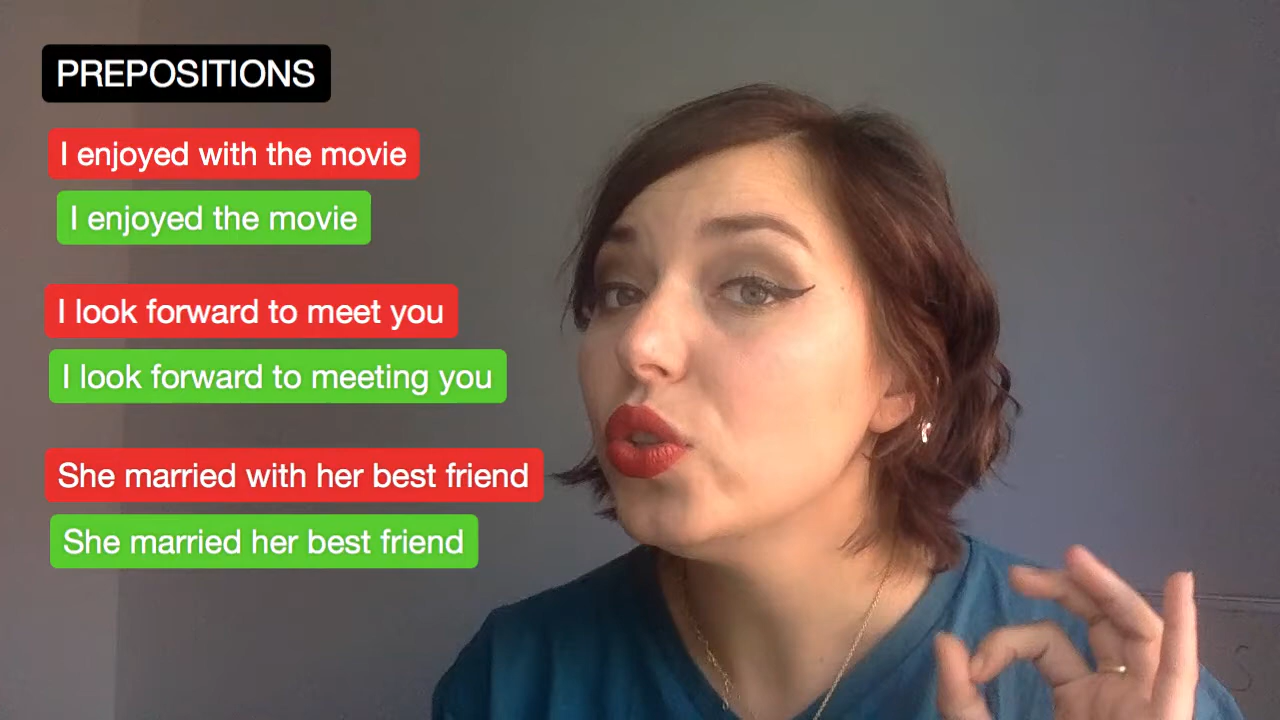 PREPOSITIONS
I enjoyed with the movie
I enjoyed the movie
I look forward to meet you
I look forward to meeting you
She married with her best friend
She married her best friend